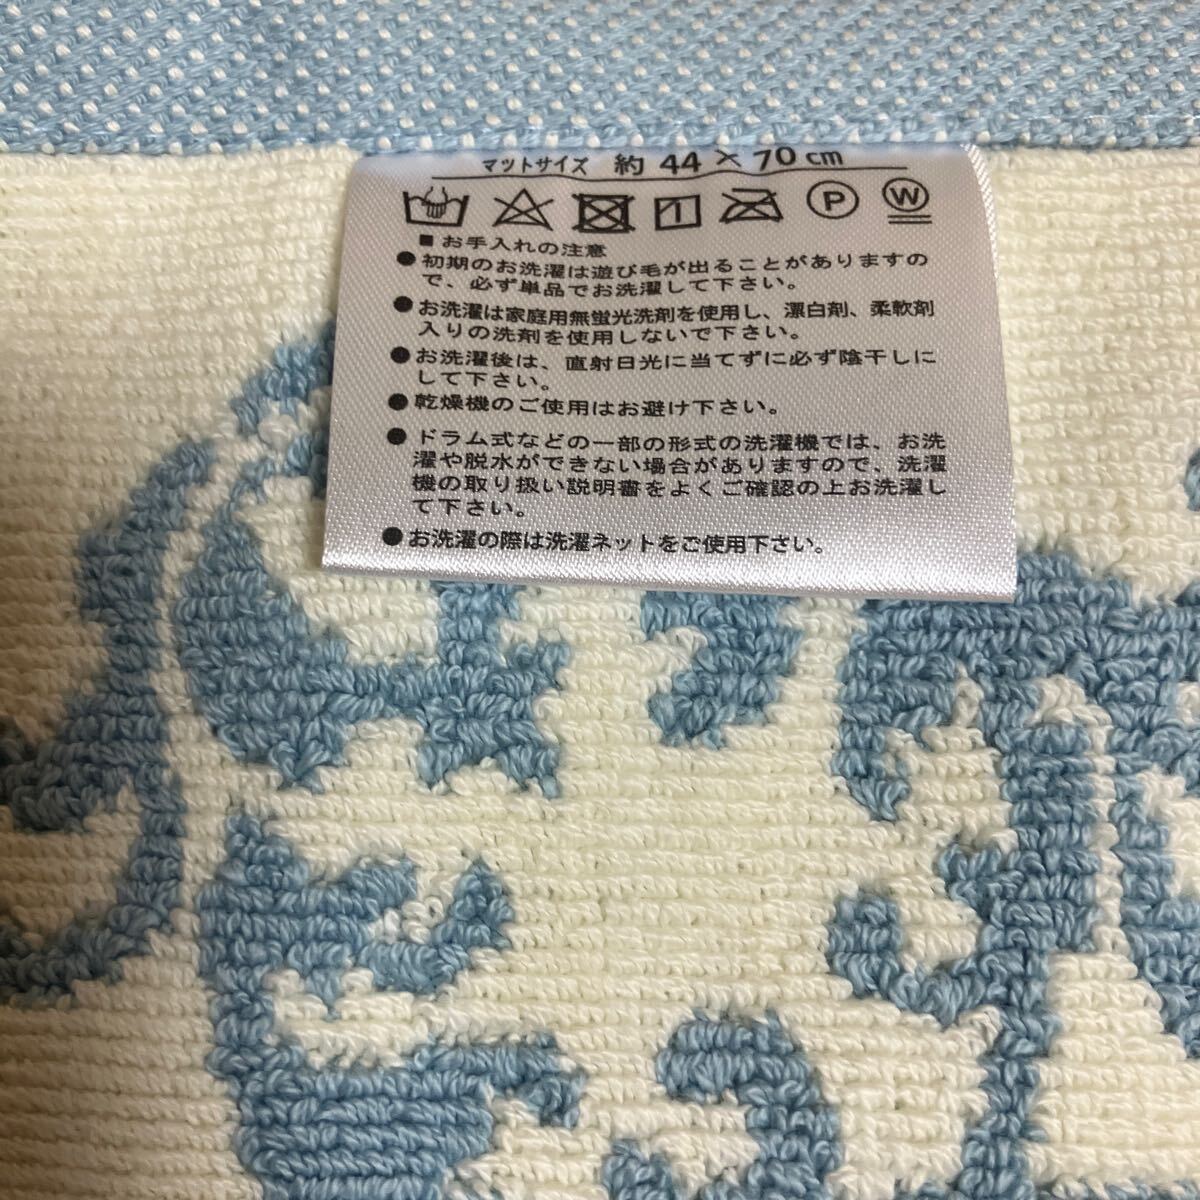 マットサイズ 約 44 × 70 cm
P W
■ お手入れの注意
● 初期のお洗濯は遊び毛が出ることがありますの
で、必ず単品でお洗濯して下さい。
● お洗濯は家庭用無蛍光洗剤を使用し、漂白剤、柔軟剤
入りの洗剤を使用しないで下さい。
● お洗濯後は、直射日光に当てずに必ず陰干しに
して下さい。
● 乾燥機のご使用はお避け下さい。
● ドラム式などの一部の形式の洗濯機では、お洗
濯や脱水ができない場合がありますので、洗濯
機の取り扱い説明書をよくご確認の上お洗濯し
て下さい。
● お洗濯の際は洗濯ネットをご使用下さい。